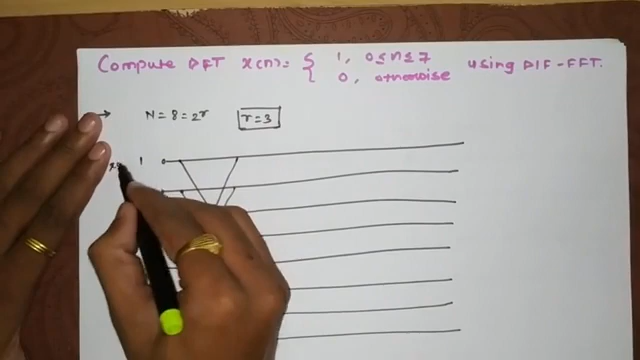 Compute DFT x(n) = { 1, 0≤n≤7 using DIF-FFT.
{ 0, otherwise
→ N = 8 = 2^r r = 3
1